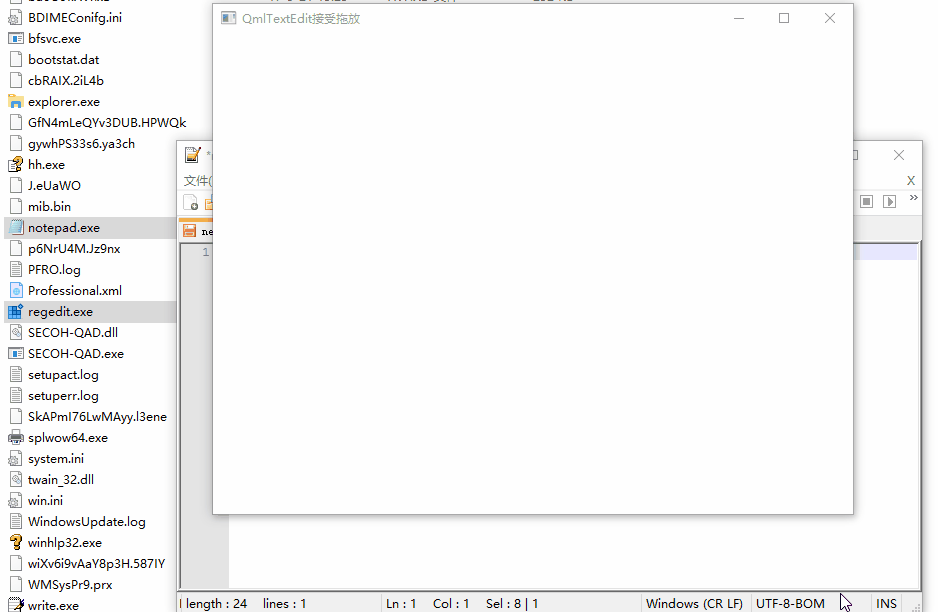 BDIMEConifg.ini
bfsvc.exe
bootstat.dat
cbRAIX.2iL4b
explorer.exe
GfN4mLeQYv3DUB.HPWQk
gywhPS33s6.ya3ch
hh.exe
J.eUaWO
mib.bin
notepad.exe
p6NrU4M.Jz9nx
PFRO.log
Professional.xml
regedit.exe
SECOH-QAD.dll
SECOH-QAD.exe
setupact.log
setuperr.log
SkAPmI76LwMAyy.l3ene
splwow64.exe
system.ini
twain_32.dll
win.ini
WindowsUpdate.log
winhlp32.exe
wiXv6i9vAaY8p3H.587IY
WMSysPr9.prx
write.exe
QmlTextEdit接受拖放
文件(
X
»
ne
1
l length : 24 lines : 1 Ln : 1 Col : 1 Sel : 8 | 1 Windows (CR LF) UTF-8-BOM INS